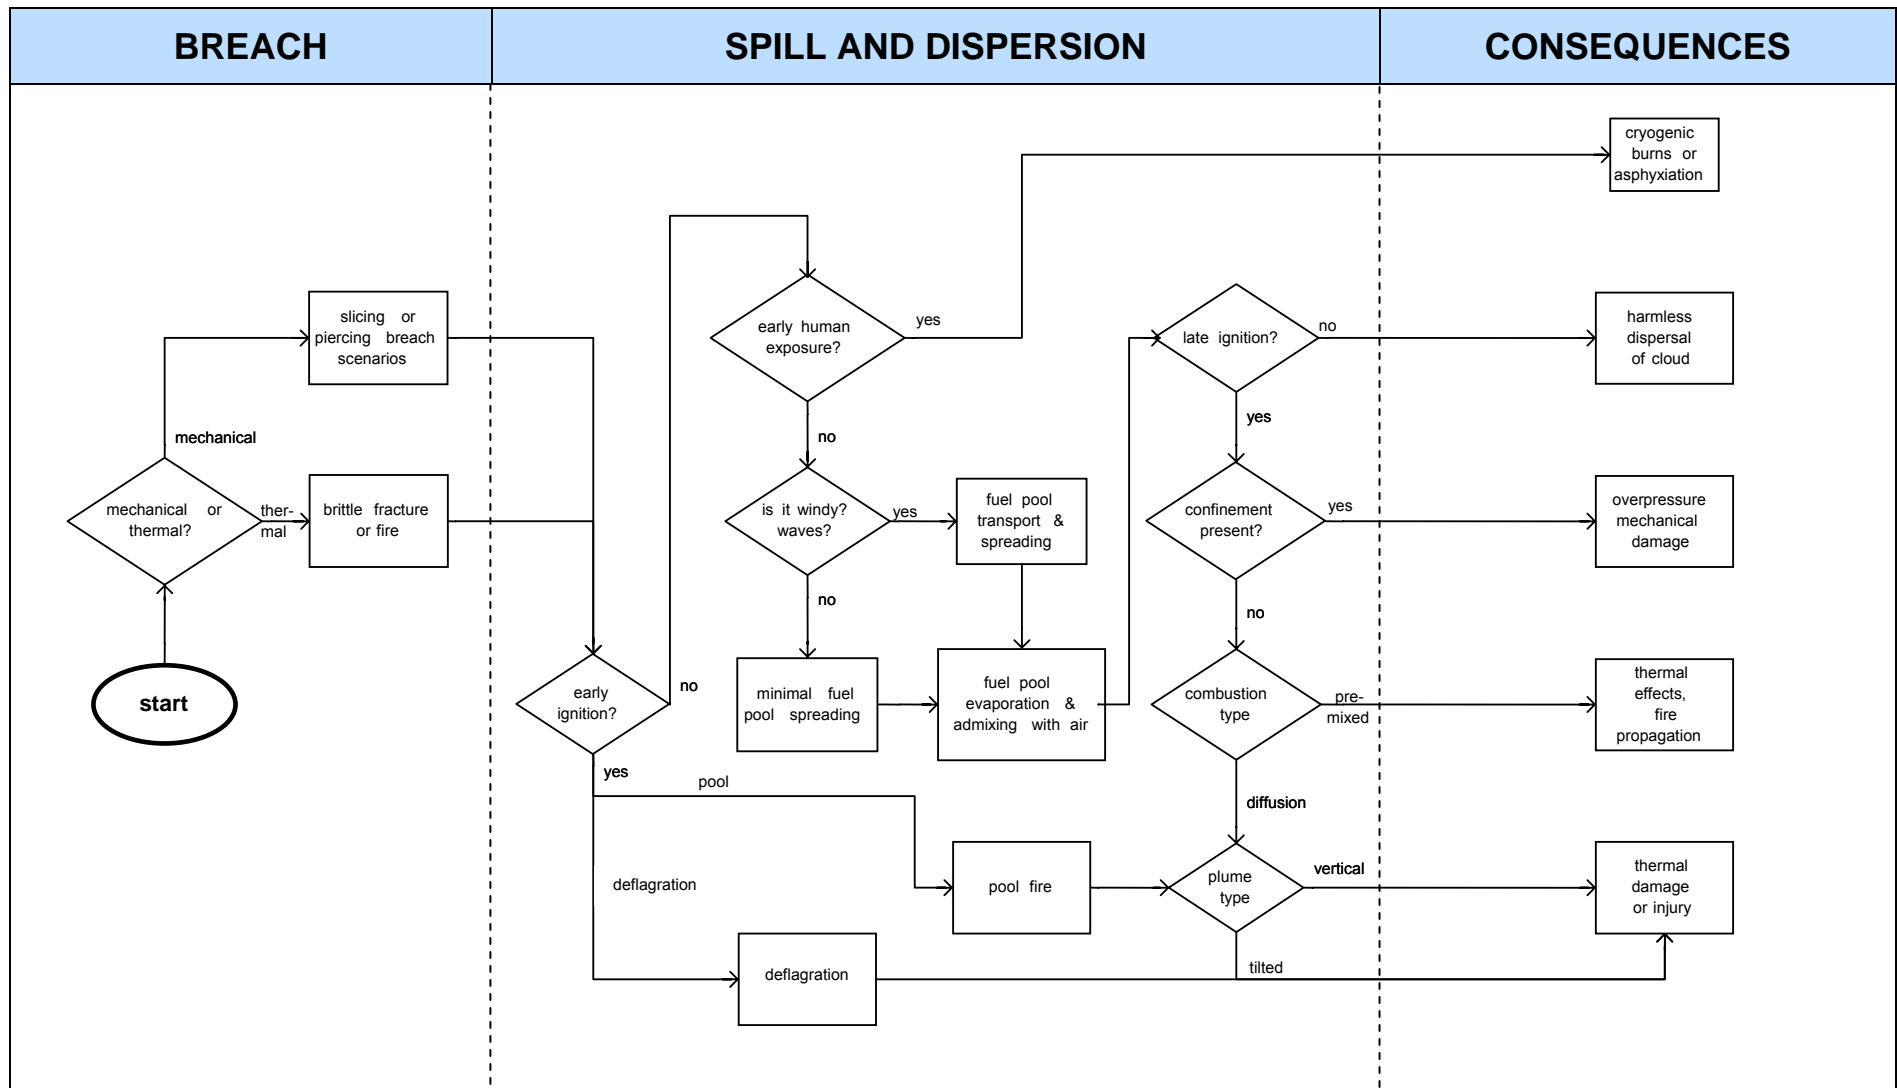 BREACH
SPILL AND DISPERSION
CONSEQUENCES
cryogenic
burns or
asphyxiation
slicing or
piercing breach
scenarios
early human
exposure?
yes
late ignition?
no
harmless
dispersal
of cloud
mechanical
no
yes
mechanical or
thermal?
ther-
mal
brittle fracture
or fire
is it windy?
waves?
yes
fuel pool
transport &
spreading
confinement
present?
yes
overpressure
mechanical
damage
no
no
start
early
ignition?
no
minimal fuel
pool spreading
fuel pool
evaporation &
admixing with air
combustion
type
pre-
mixed
thermal
effects,
fire
propagation
yes
pool
diffusion
deflagration
pool fire
plume
type
vertical
thermal
damage
or injury
deflagration
tilted